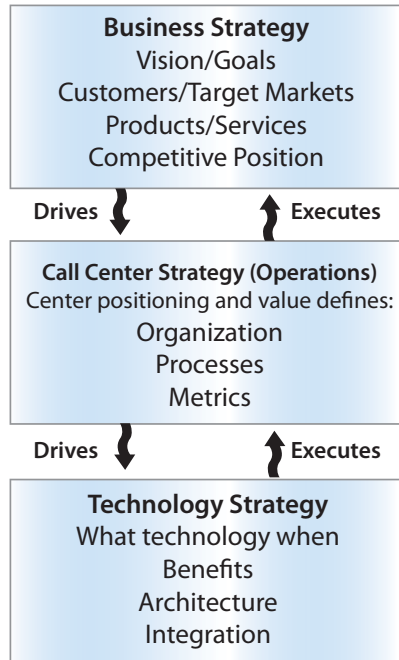 Business Strategy
Vision/Goals
Customers/Target Markets
Products/Services
Competitive Position
Drives Executes
Call Center Strategy (Operations)
Center positioning and value defines:
Organization
Processes
Metrics
Drives Executes
Technology Strategy
What technology when
Benefits
Architecture
Integration